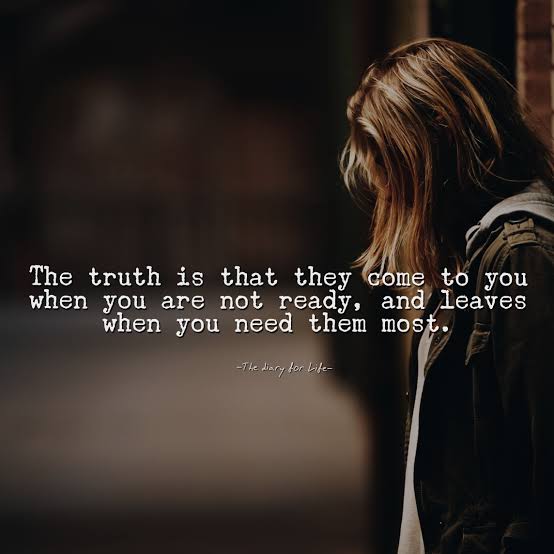 The truth is that they come to you
when you are not ready, and leaves
when you need them most.
-The diary for Life-